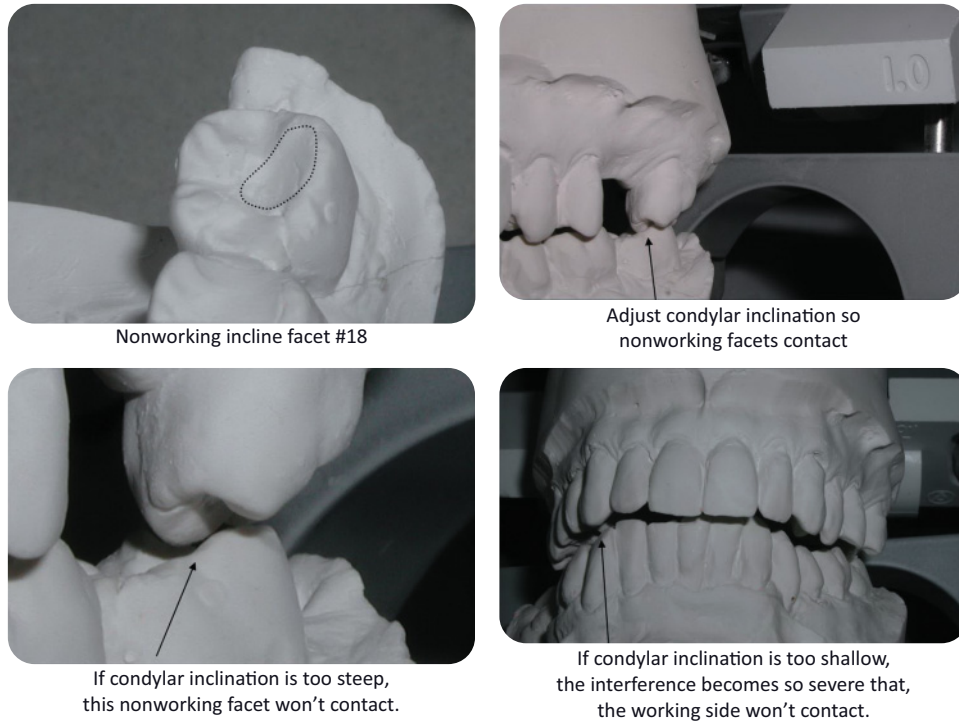 1.0
Nonworking incline facet #18
Adjust condylar inclination so
nonworking facets contact
If condylar inclination is too steep,
this nonworking facet won’t contact.
If condylar inclination is too shallow,
the interference becomes so severe that,
the working side won’t contact.